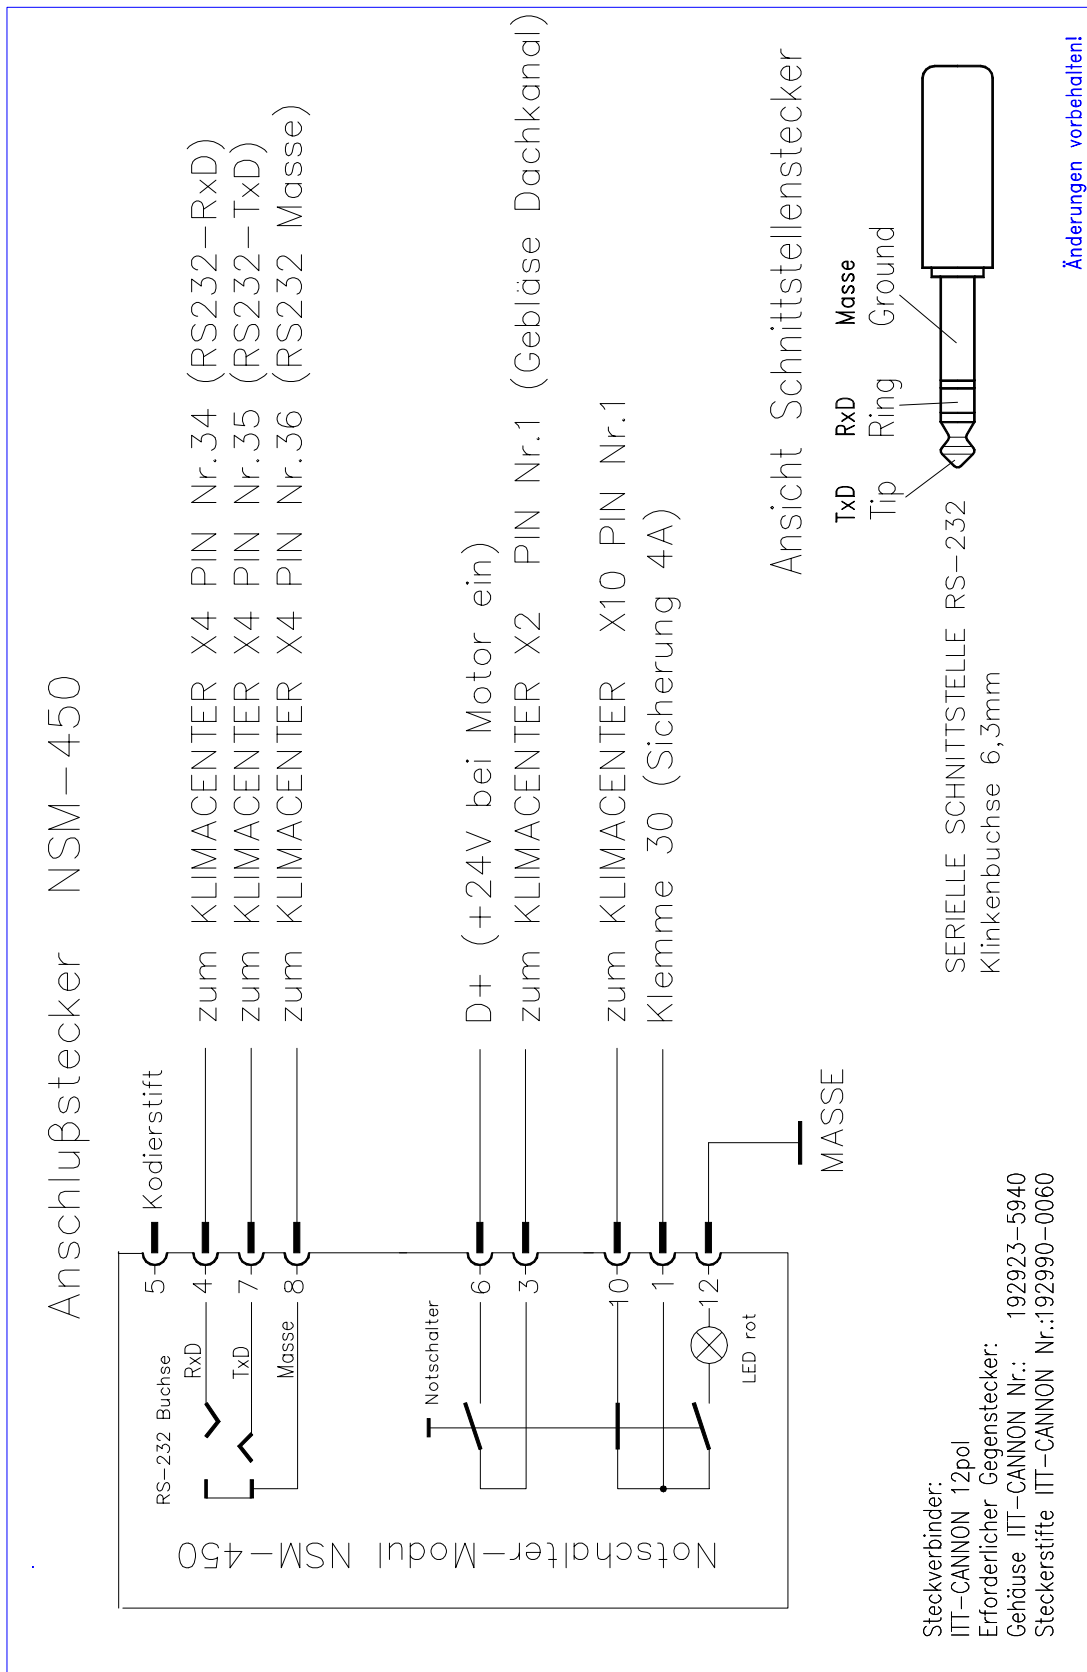 Anschlußstecker NSM-450
Kodierstift
5
4
7
8
6
3
10
1
12
zum KLIMACENTER X4 PIN Nr.34 (RS232-RxD)
zum KLIMACENTER X4 PIN Nr.35 (RS232-TxD)
zum KLIMACENTER X4 PIN Nr.36 (RS232 Masse)
D+ (+24V bei Motor ein)
zum KLIMACENTER X2 PIN Nr.1 (Gebläse Dachkanal)
zum KLIMACENTER X10 PIN Nr.1
Klemme 30 (Sicherung 4A)
MASSE
RS-232 Buchse
RxD
TxD
Masse
Notschalter
LED rot
Notschalter-Modul NSM-450
Ansicht Schnittstellenstecker
TxD RxD Masse
Tip Ring Ground
SERIELLE SCHNITTSTELLE RS-232
Klinkenbuchse 6,3mm
Steckverbinder:
ITT-CANNON 12pol
Erforderlicher Gegenstecker:
Gehäuse ITT-CANNON Nr.: 192923-5940
Steckerstifte ITT-CANNON Nr.:192990-0060
Änderungen vorbehalten!